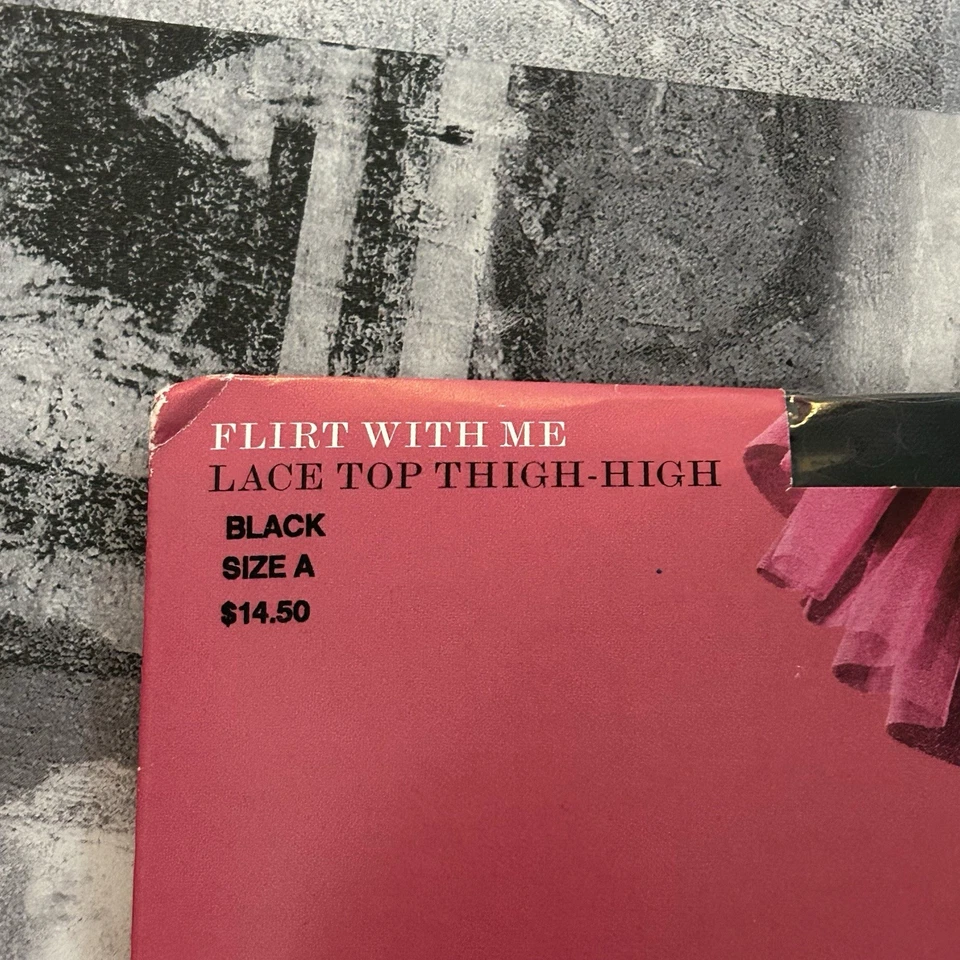 FLIRT WITH ME
LACE TOP THIGH-HIGH
BLACK
SIZE A
$14.50